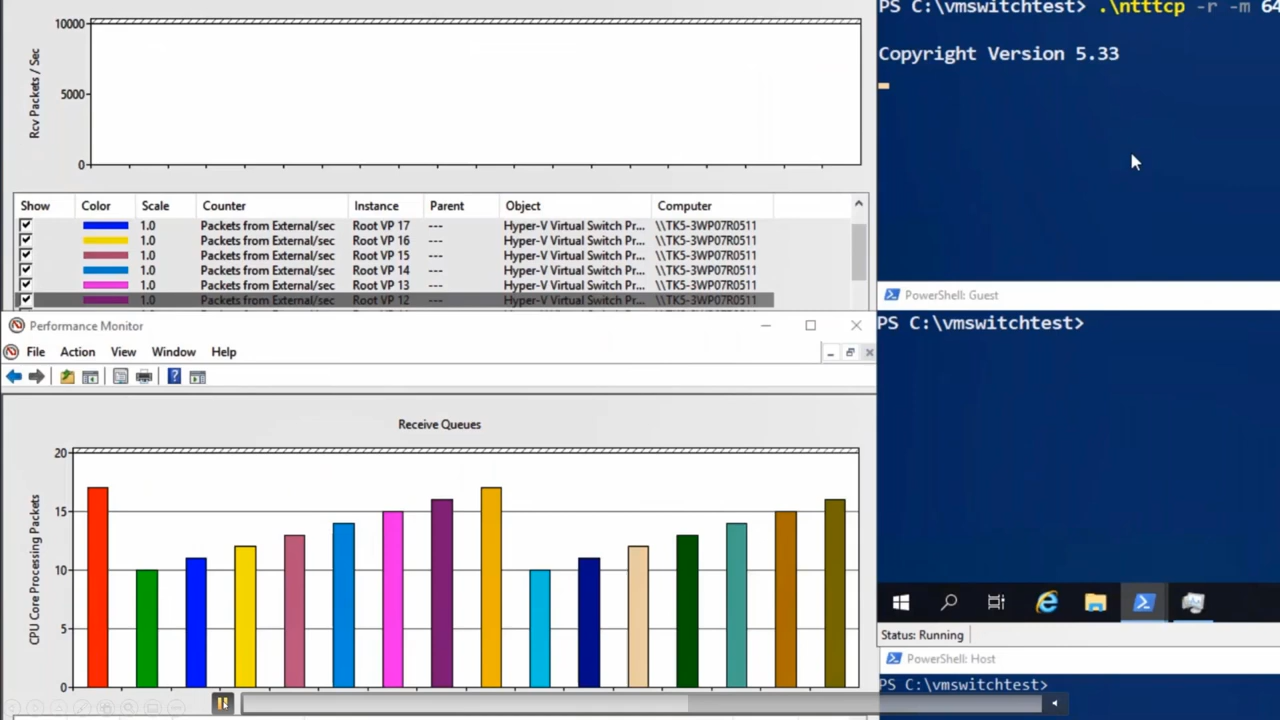 10000
Rcv Packets / Sec
5000
0
Show Color Scale Counter Instance Parent Object Computer
1.0 Packets from External/sec Root VP 17 --- Hyper-V Virtual Switch Pr... \\TK5-3WP07R0511
1.0 Packets from External/sec Root VP 16 --- Hyper-V Virtual Switch Pr... \\TK5-3WP07R0511
1.0 Packets from External/sec Root VP 15 --- Hyper-V Virtual Switch Pr... \\TK5-3WP07R0511
1.0 Packets from External/sec Root VP 14 --- Hyper-V Virtual Switch Pr... \\TK5-3WP07R0511
1.0 Packets from External/sec Root VP 13 --- Hyper-V Virtual Switch Pr... \\TK5-3WP07R0511
1.0 Packets from External/sec Root VP 12 --- Hyper-V Virtual Switch Pr... \\TK5-3WP07R0511
Performance Monitor
File Action View Window Help
Receive Queues
20
15
10
5
0
CPU Core Processing Packets
PS C:\vmswitchtest> .\ntttcp -r -m 64
Copyright Version 5.33
PowerShell: Guest
PS C:\vmswitchtest>
Status: Running
PowerShell: Host
PS C:\vmswitchtest>